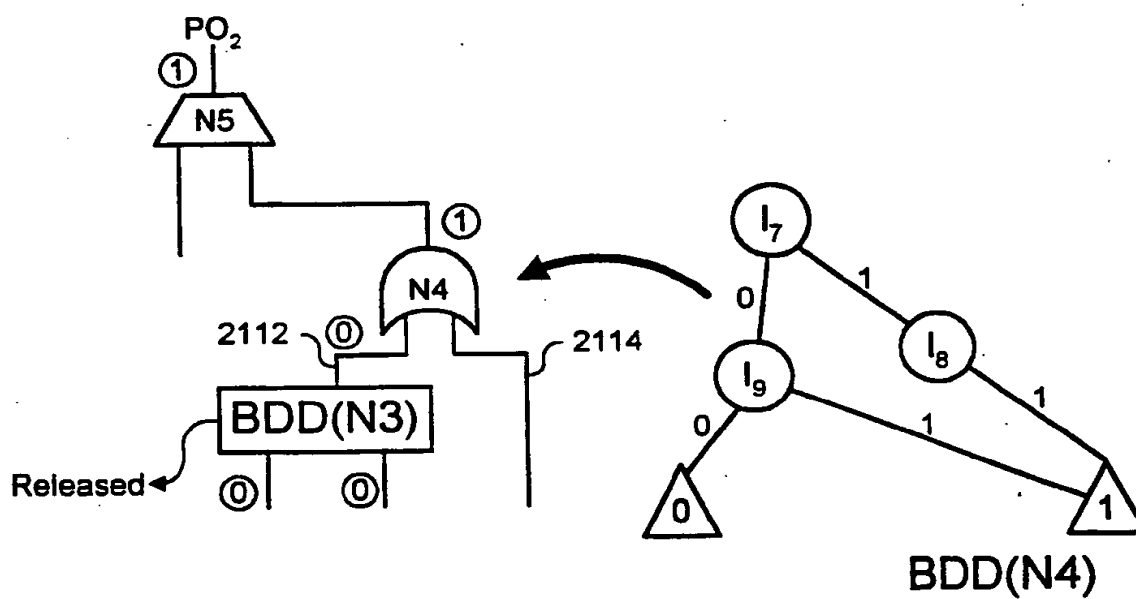 PO₂
①
N5
①
N4
2112
⓪
2114
BDD(N3)
Released
⓪
⓪
I₇
0
1
I₉
I₈
0
1
1
0
1
BDD(N4)